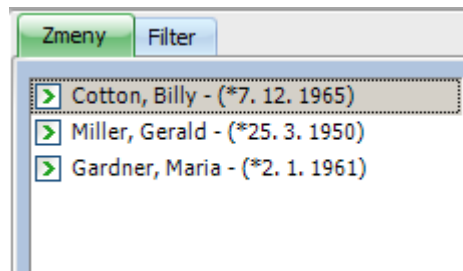 Zmeny Filter
Cotton, Billy - (*7. 12. 1965)
Miller, Gerald - (*25. 3. 1950)
Gardner, Maria - (*2. 1. 1961)